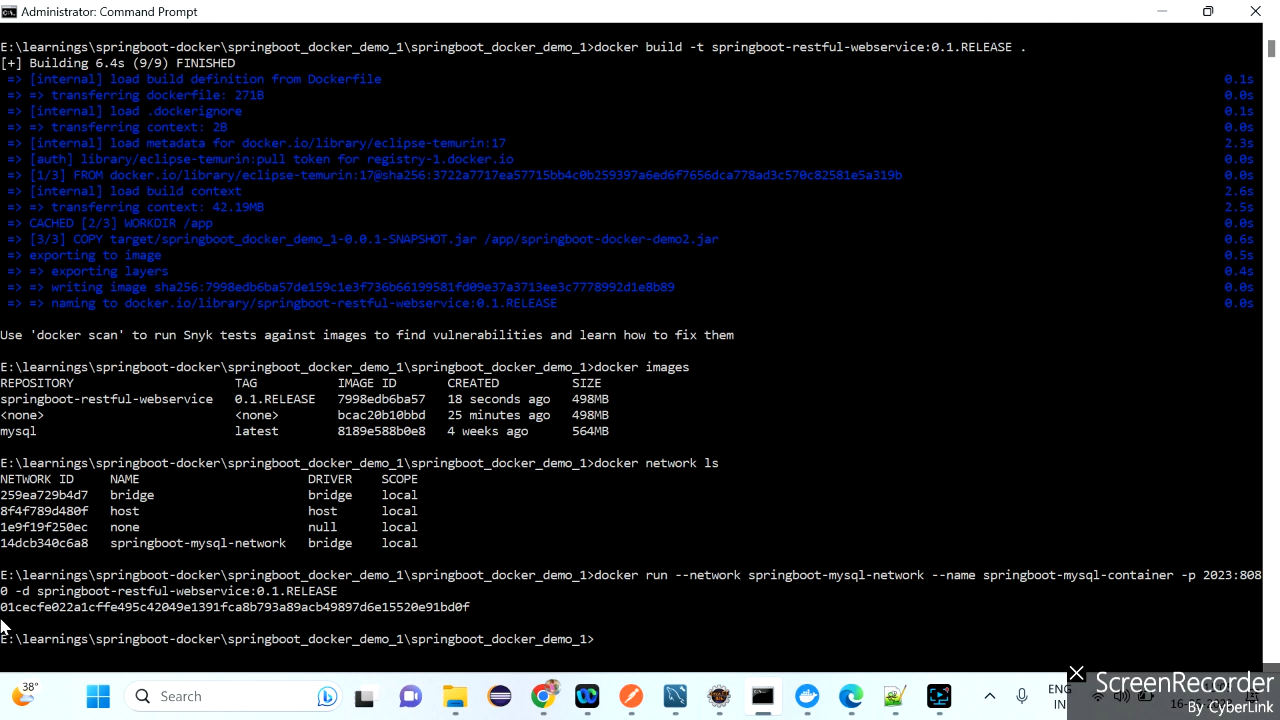 Administrator: Command Prompt
E:\learnings\springboot-docker\springboot_docker_demo_1\springboot_docker_demo_1>docker build -t springboot-restful-webservice:0.1.RELEASE .
[+] Building 6.4s (9/9) FINISHED
=> [internal] load build definition from Dockerfile 0.1s
=> => transferring dockerfile: 271B 0.0s
=> [internal] load .dockerignore 0.1s
=> => transferring context: 2B 0.0s
=> [internal] load metadata for docker.io/library/eclipse-temurin:17 2.3s
=> [auth] library/eclipse-temurin:pull token for registry-1.docker.io 0.0s
=> [1/3] FROM docker.io/library/eclipse-temurin:17@sha256:3722a7717ea57715bb4c0b259397a6ed6f7656dca778ad3c570c82581e5a319b 0.0s
=> [internal] load build context 2.6s
=> => transferring context: 42.19MB 2.5s
=> CACHED [2/3] WORKDIR /app 0.0s
=> [3/3] COPY target/springboot_docker_demo_1-0.0.1-SNAPSHOT.jar /app/springboot-docker-demo2.jar 0.6s
=> exporting to image 0.5s
=> => exporting layers 0.4s
=> => writing image sha256:7998edb6ba57de159c1e3f736b66199581fd09e37a3713ee3c7778992d1e8b89 0.0s
=> => naming to docker.io/library/springboot-restful-webservice:0.1.RELEASE 0.0s
Use 'docker scan' to run Snyk tests against images to find vulnerabilities and learn how to fix them
E:\learnings\springboot-docker\springboot_docker_demo_1\springboot_docker_demo_1>docker images
REPOSITORY TAG IMAGE ID CREATED SIZE
springboot-restful-webservice 0.1.RELEASE 7998edb6ba57 18 seconds ago 498MB
<none> <none> bcac20b10bbd 25 minutes ago 498MB
mysql latest 8189e588b0e8 4 weeks ago 564MB
E:\learnings\springboot-docker\springboot_docker_demo_1\springboot_docker_demo_1>docker network ls
NETWORK ID NAME DRIVER SCOPE
259ea729b4d7 bridge bridge local
8f4f789d480f host host local
1e9f19f250ec none null local
14dcb340c6a8 springboot-mysql-network bridge local
E:\learnings\springboot-docker\springboot_docker_demo_1\springboot_docker_demo_1>docker run --network springboot-mysql-network --name springboot-mysql-container -p 2023:808
0 -d springboot-restful-webservice:0.1.RELEASE
01cecfe022a1cffe495c42049e1391fca8b793a89acb49897d6e15520e91bd0f
E:\learnings\springboot-docker\springboot_docker_demo_1\springboot_docker_demo_1>
38°
Search
ENG
IN
ScreenRecorder
By CyberLink